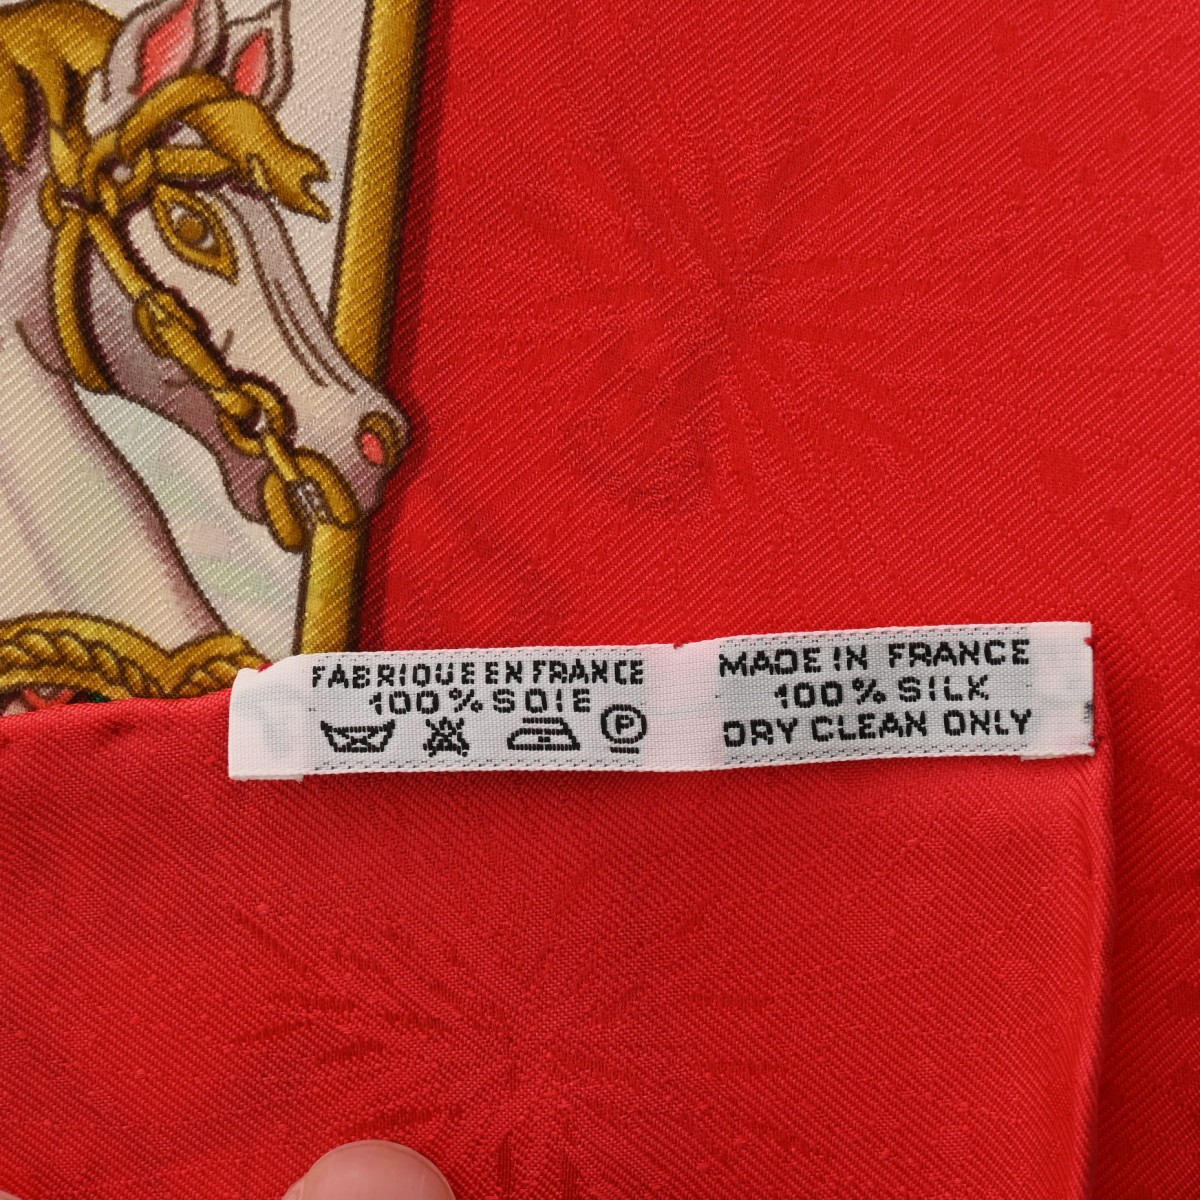 FABRIQUE EN FRANCE
100% SOIE
P
MADE IN FRANCE
100% SILK
DRY CLEAN ONLY